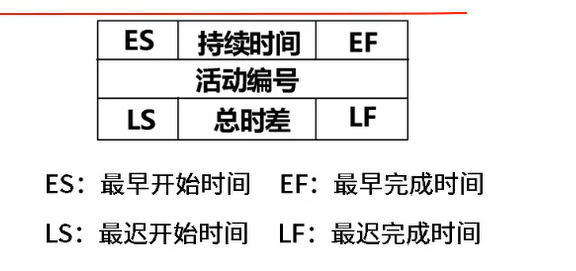 ES 持续时间 EF
活动编号
LS 总时差 LF
ES：最早开始时间 EF：最早完成时间
LS：最迟开始时间 LF：最迟完成时间